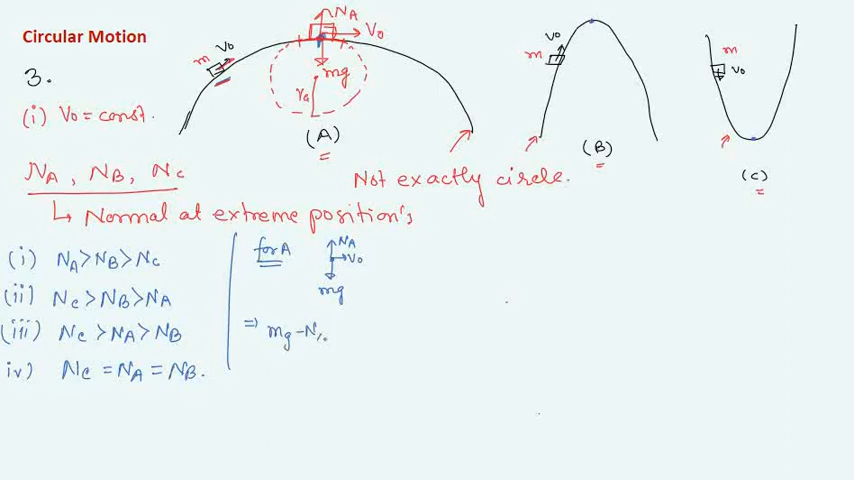 Circular Motion
3.
(i) V₀ = const.
N_A, N_B, N_C
↳ Normal at extreme position's
Not exactly circle.
m V₀
N_A
V₀
mg
r_a
(A)
m V₀
(B)
m
V₀
(C)
(i) N_A > N_B > N_C
(ii) N_C > N_B > N_A
(iii) N_C > N_A > N_B
iv) N_C = N_A = N_B.
for A
N_A
V₀
mg
⇒ mg - N